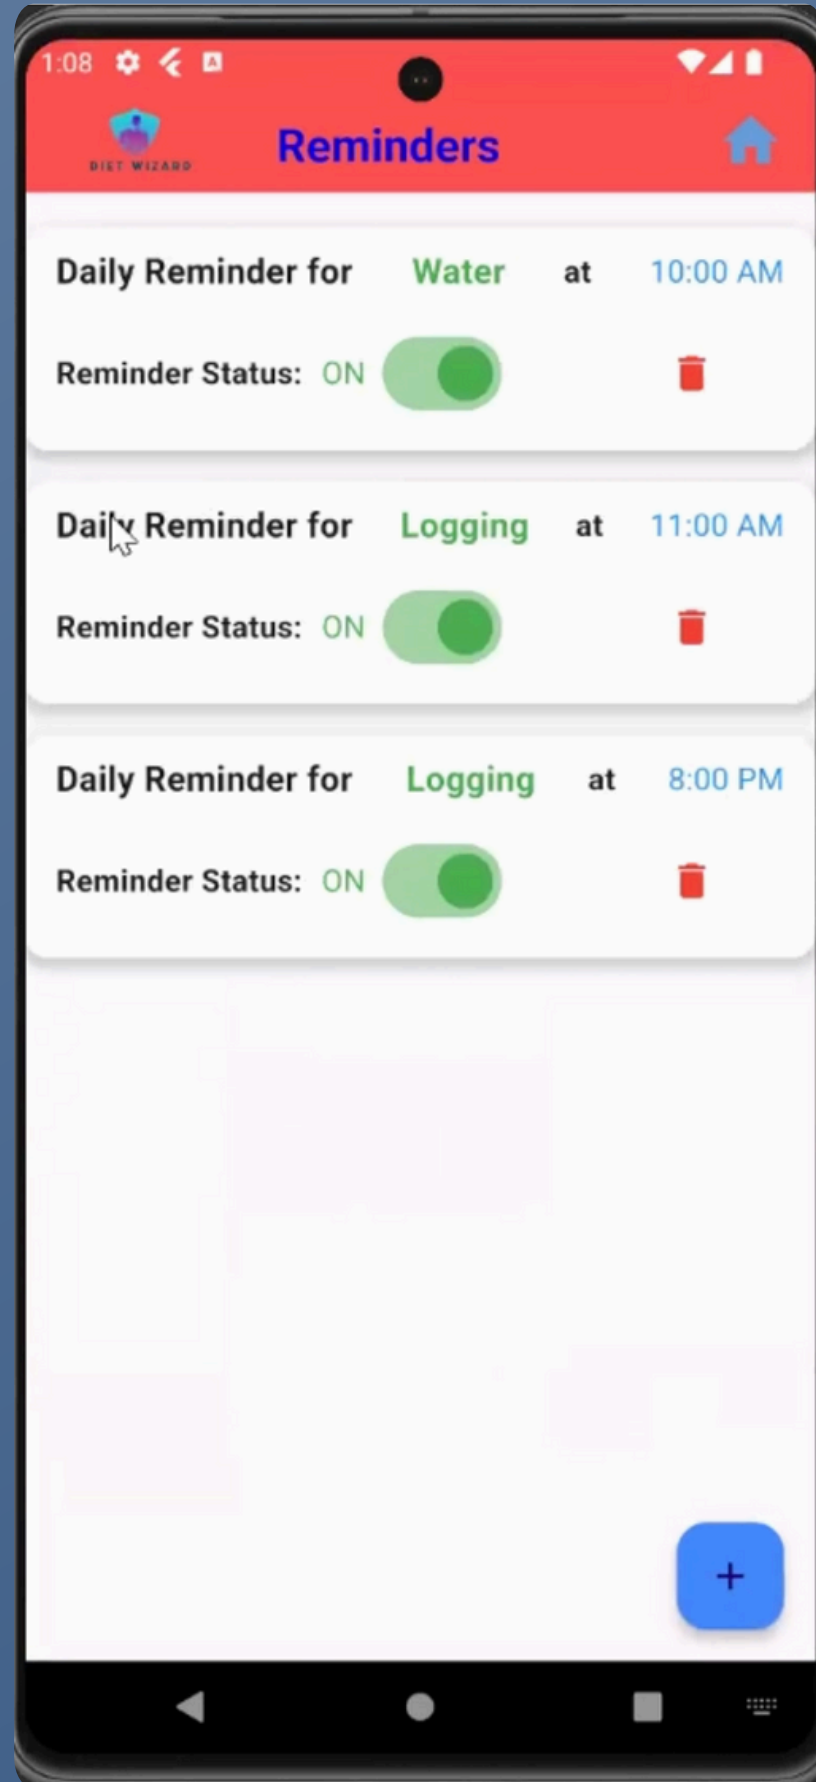 1:08
DIET WIZARD
Reminders
Daily Reminder for Water at 10:00 AM
Reminder Status: ON
Daily Reminder for Logging at 11:00 AM
Reminder Status: ON
Daily Reminder for Logging at 8:00 PM
Reminder Status: ON
+